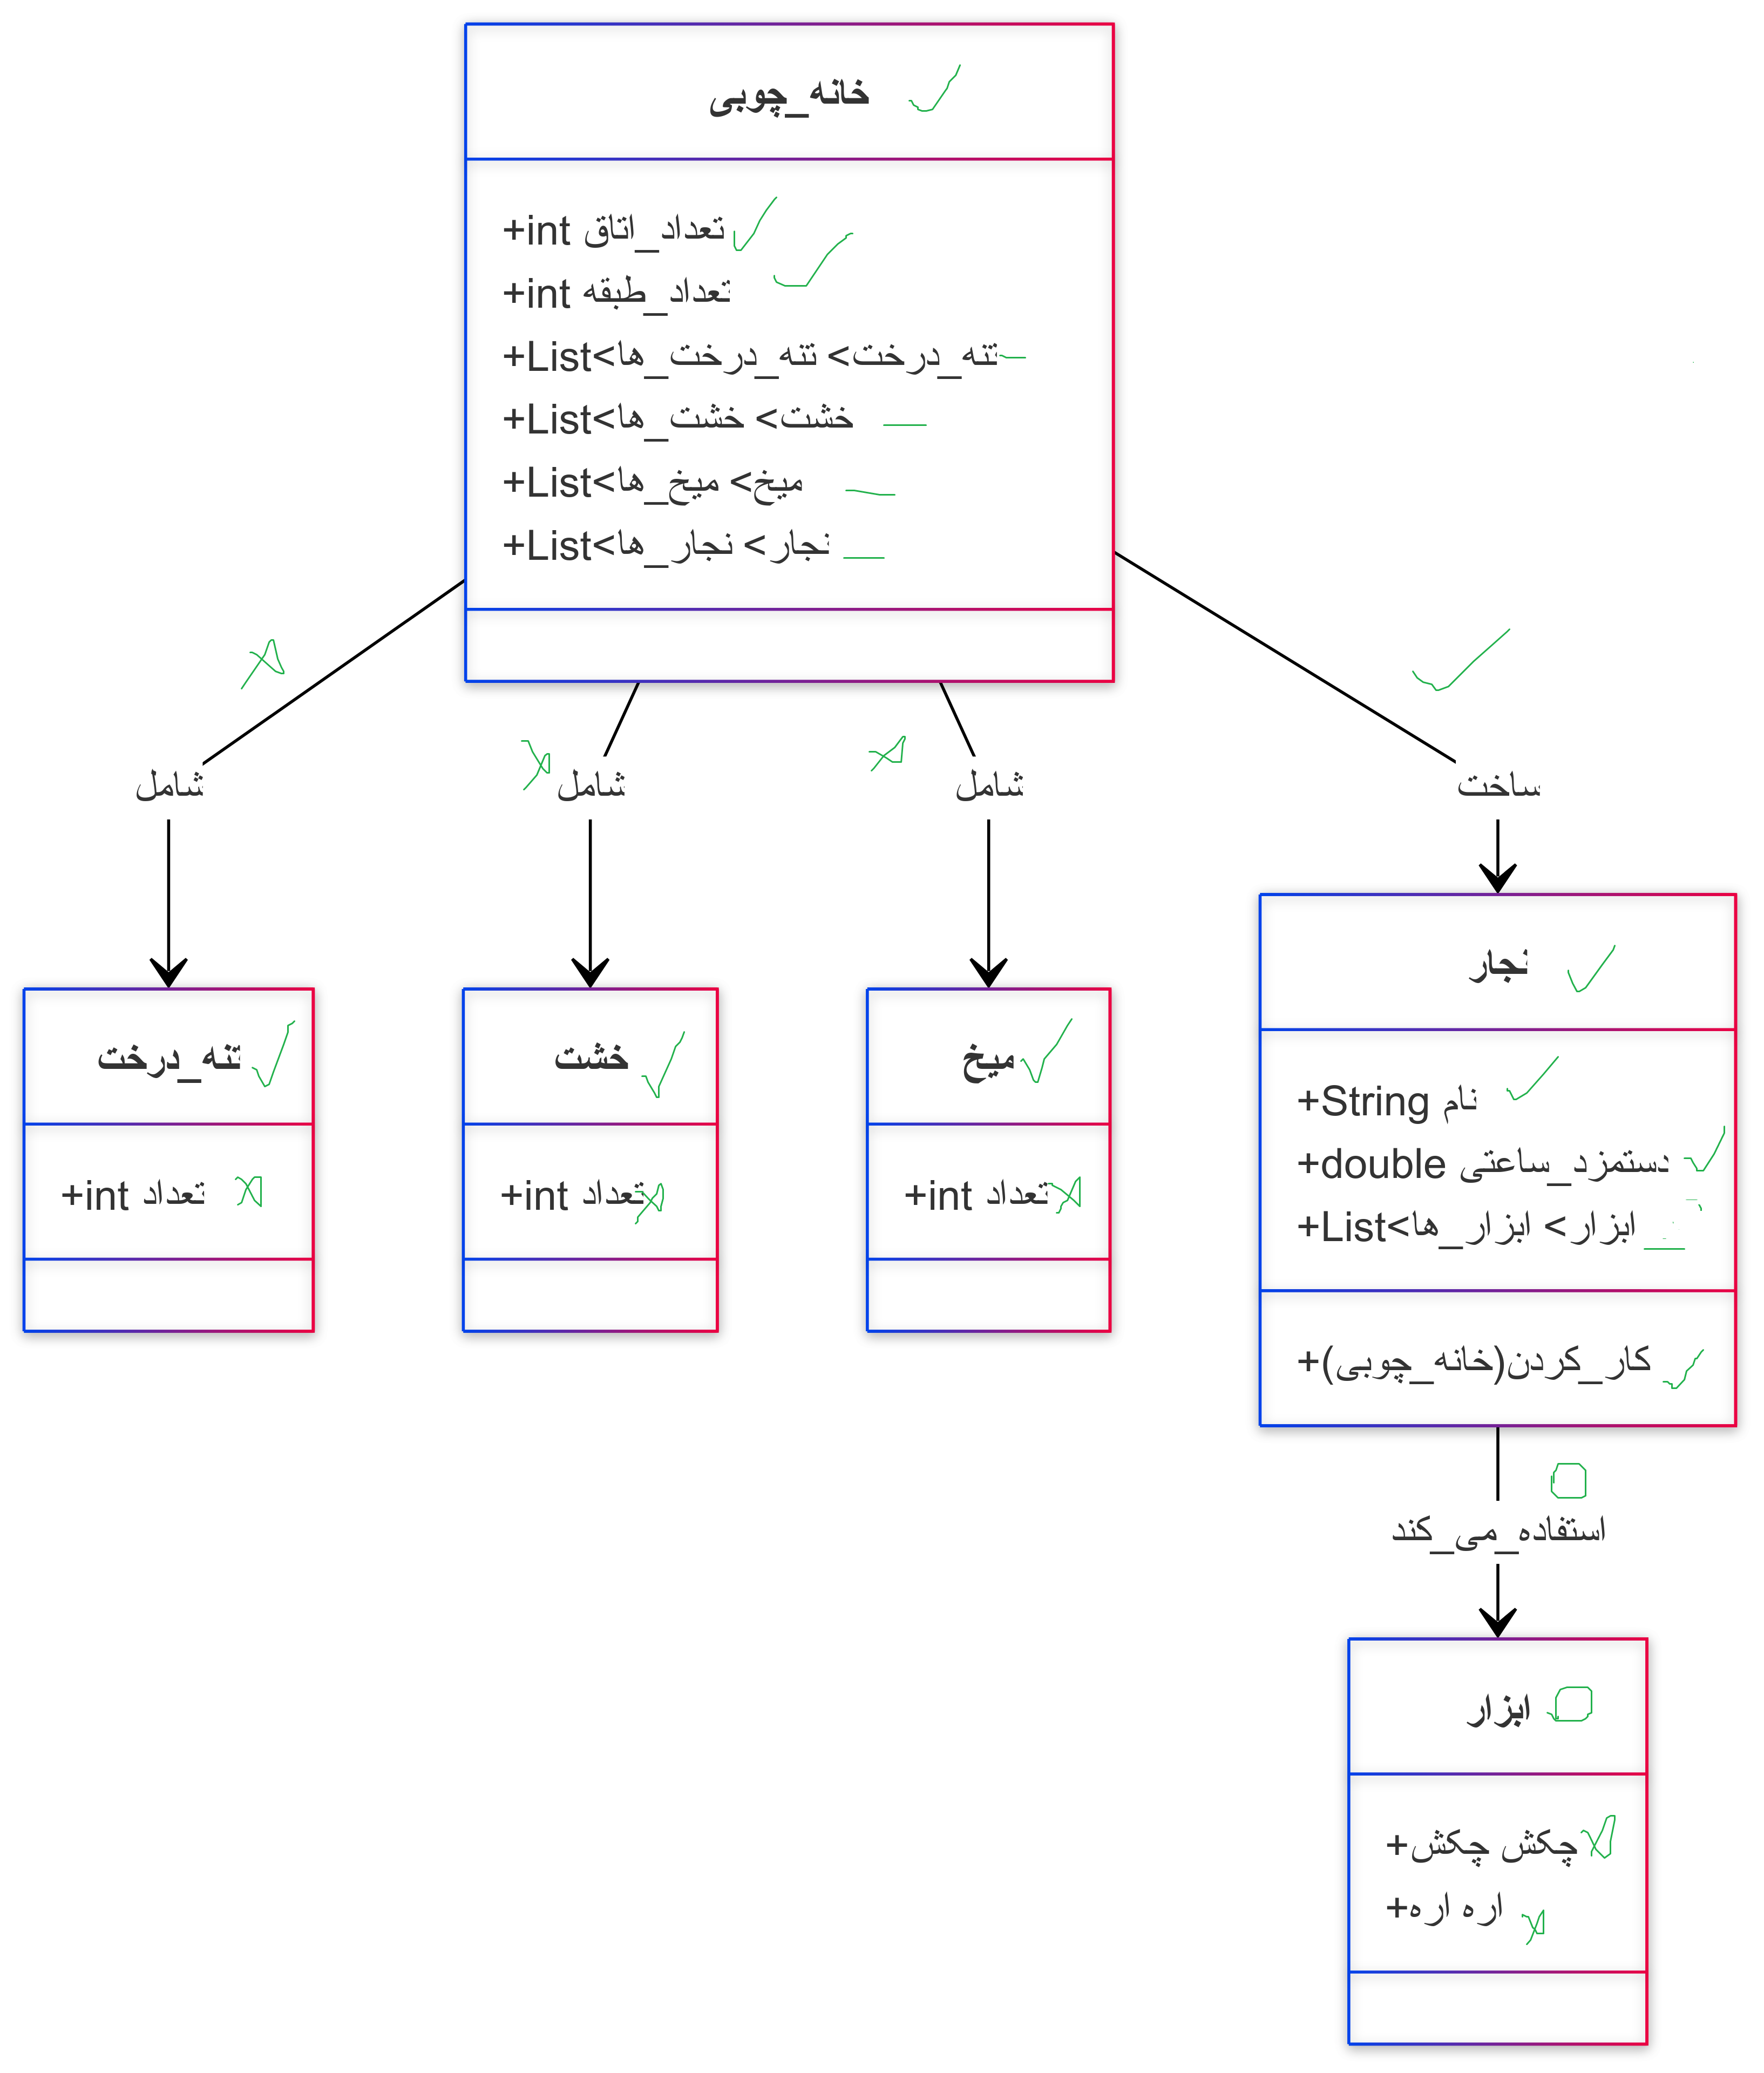 خانه_چوبی
+int تعداد_اتاق
+int تعداد_طبقه
+List<تنه_درخت> تنه_درخت_ها
+List<خشت> خشت_ها
+List<میخ> میخ_ها
+List<نجار> نجار_ها
شامل
شامل
شامل
ساخت
تنه_درخت
+int تعداد
خشت
+int تعداد
میخ
+int تعداد
نجار
+String نام
+double دستمزد_ساعتی
+List<ابزار> ابزار_ها
+کار_کردن(خانه_چوبی)
استفاده_می_کند
ابزار
+چکش چکش
+اره اره